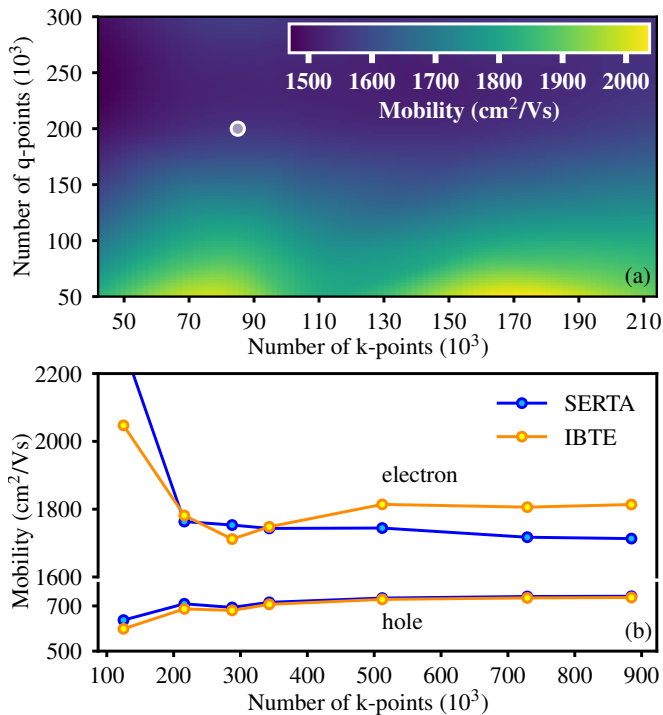 300
250
200
150
100
50
Number of q-points (10³)
1500 1600 1700 1800 1900 2000
Mobility (cm²/Vs)
(a)
50 70 90 110 130 150 170 190 210
Number of k-points (10³)
2200
2000
1800
1600
700
500
Mobility (cm²/Vs)
SERTA
IBTE
electron
hole
(b)
100 200 300 400 500 600 700 800 900
Number of k-points (10³)